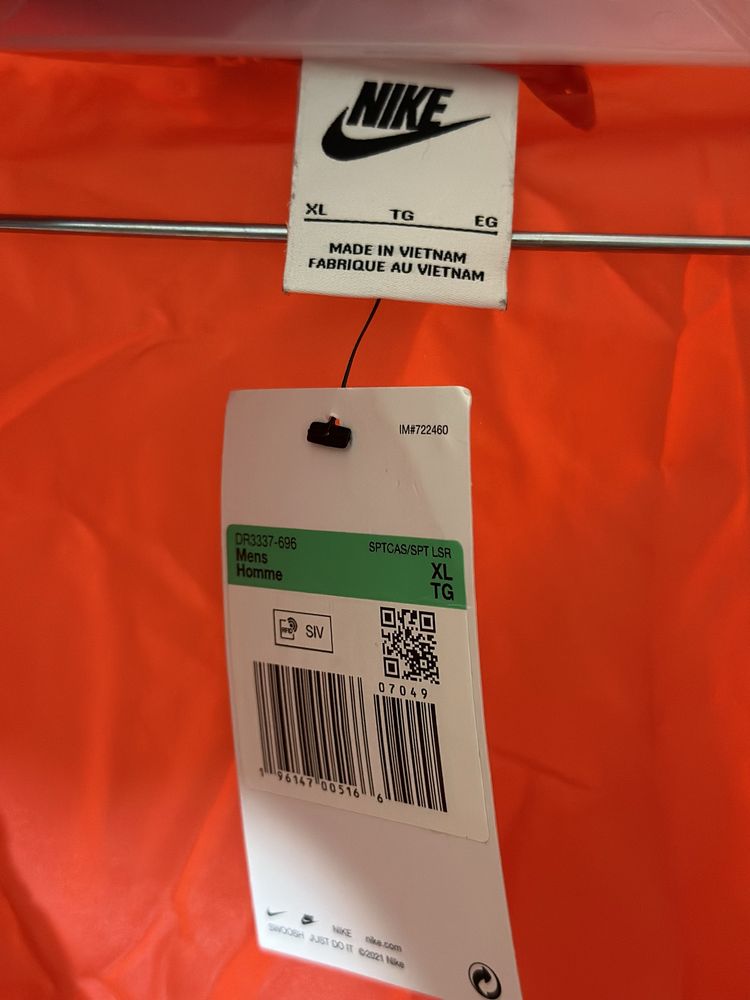 NIKE
XL TG EG
MADE IN VIETNAM
FABRIQUE AU VIETNAM
IM#722460
DR3337-696 SPTCAS/SPT LSR
Mens XL
Homme TG
RFID SIV
07049
1 96147 00516 6
NIKE nike.com
SWOOSH JUST DO IT ©2021 Nike